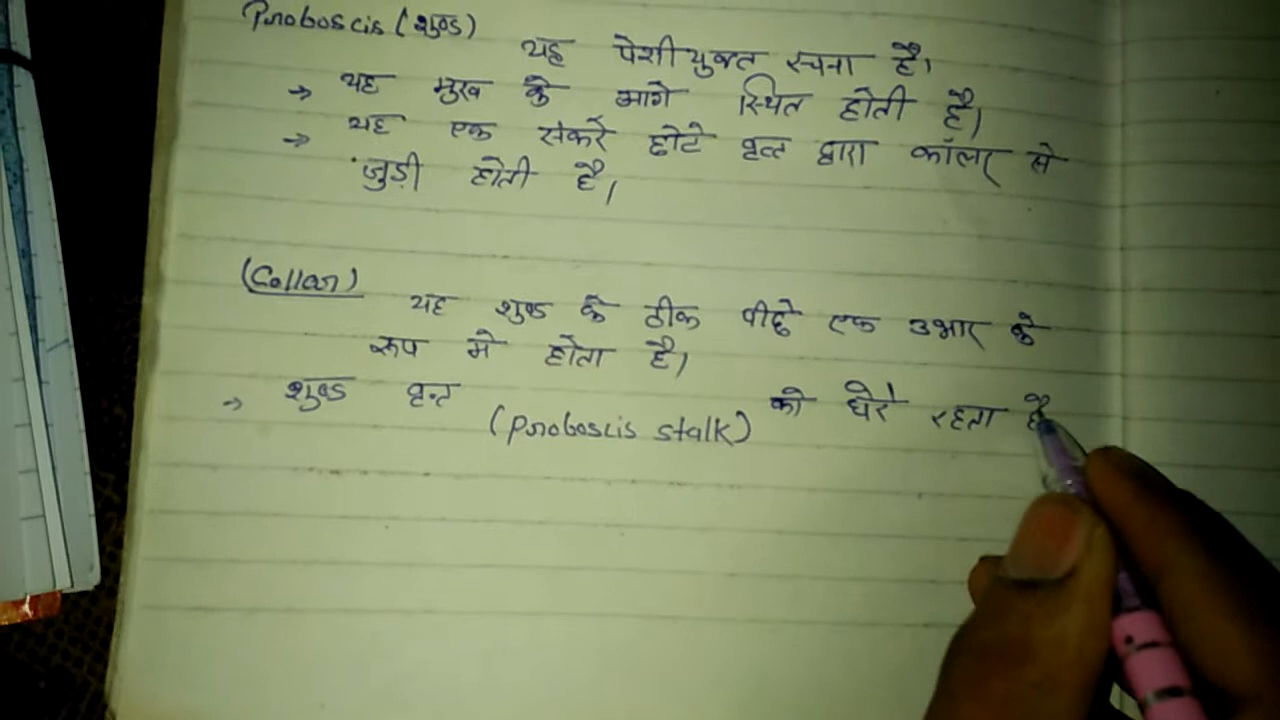 Proboscis (शुण्ड)
यह पेशीयुक्त रचना है।
→ यह मुख के आगे स्थित होती है।
→ यह एक संकरे छोटे वृन्त द्वारा कॉलर से
जुड़ी होती है।
(Collar)
यह शुण्ड के ठीक पीछे एक उभार के
रूप मे होता है।
→ शुण्ड वृन्त (Proboscis stalk) को घेरे रहता है